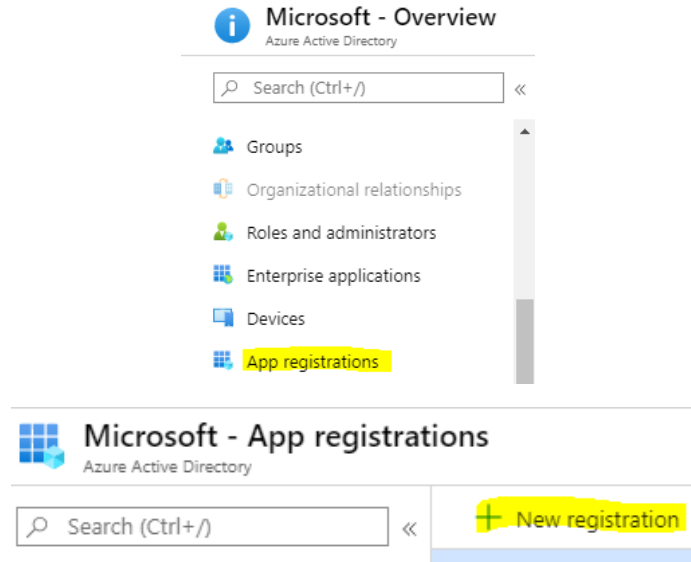 Microsoft - Overview
Azure Active Directory
Search (Ctrl+/)
«
Groups
Organizational relationships
Roles and administrators
Enterprise applications
Devices
App registrations
Microsoft - App registrations
Azure Active Directory
Search (Ctrl+/)
«
+ New registration